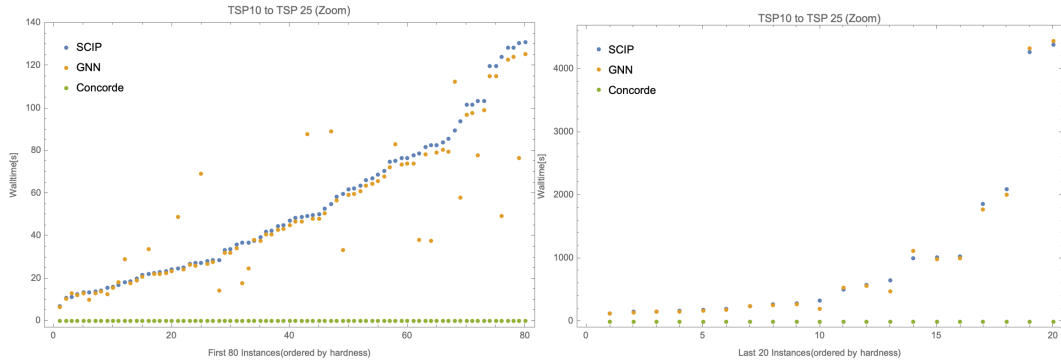 TSP10 to TSP 25 (Zoom)
140
120
100
80
60
40
20
0
Walltime[s]
SCIP
GNN
Concorde
0
20
40
60
80
First 80 Instances(ordered by hardness)
TSP10 to TSP 25 (Zoom)
4000
3000
2000
1000
0
Walltime[s]
SCIP
GNN
Concorde
0
5
10
15
20
Last 20 Instances(ordered by hardness)